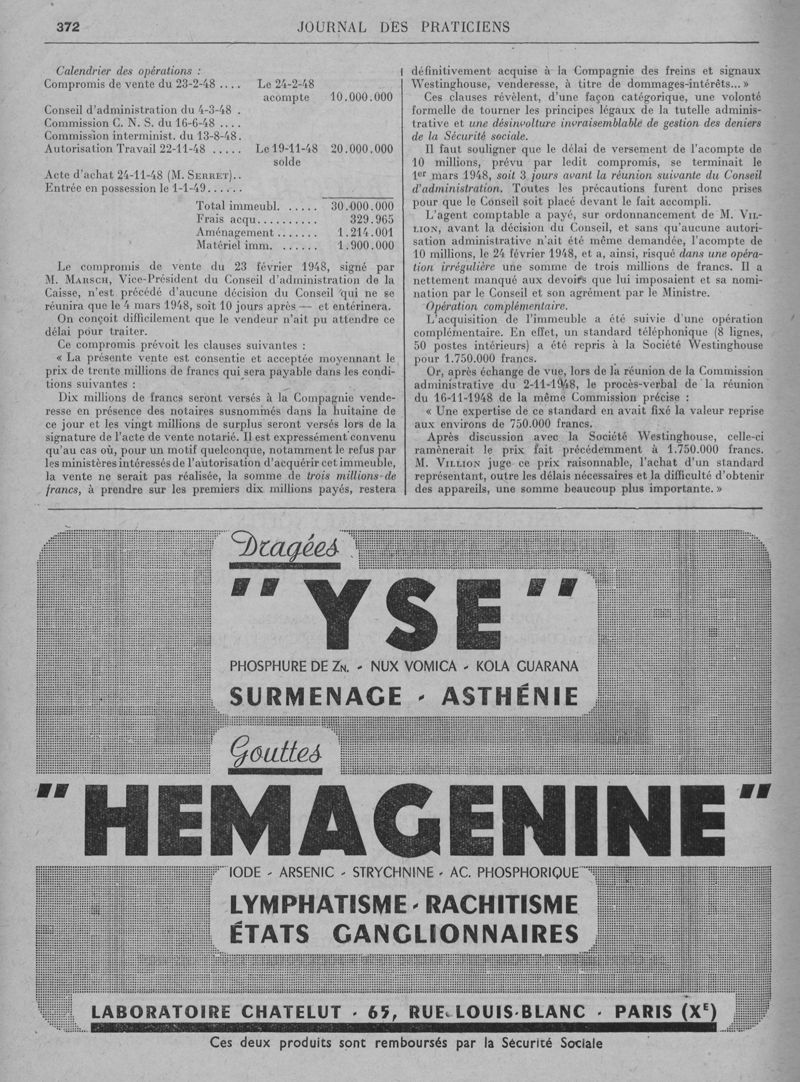 372
JOURNAL DES PRATICIENS
Calendrier des opérations :
Compromis de vente du 23-2-48 .... Le 24-2-48
acompte 10.000.000
Conseil d'administration du 4-3-48 .
Commission C. N. S. du 16-6-48 ....
Commission interminist. du 13-8-48.
Autorisation Travail 22-11-48 ..... Le 19-11-48 20.000.000
solde
Acte d'achat 24-11-48 (M. SERRET)..
Entrée en possession le 1-1-49......
Total immeubl. ..... 30.000.000
Frais acqu.......... 329.965
Aménagement ....... 1.214.001
Matériel imm. ...... 1.900.000
Le compromis de vente du 23 février 1948, signé par
M. MARSCH, Vice-Président du Conseil d'administration de la
Caisse, n'est précédé d'aucune décision du Conseil qui ne se
réunira que le 4 mars 1948, soit 10 jours après — et entérinera.
On conçoit difficilement que le vendeur n'ait pu attendre ce
délai pour traiter.
Ce compromis prévoit les clauses suivantes :
« La présente vente est consentie et acceptée moyennant le
prix de trente millions de francs qui sera payable dans les condi-
tions suivantes :
Dix millions de francs seront versés à la Compagnie vende-
resse en présence des notaires susnommés dans la huitaine de
ce jour et les vingt millions de surplus seront versés lors de la
signature de l'acte de vente notarié. Il est expressément convenu
qu'au cas où, pour un motif quelconque, notamment le refus par
les ministères intéressés de l'autorisation d'acquérir cet immeuble,
la vente ne serait pas réalisée, la somme de trois millions de
francs, à prendre sur les premiers dix millions payés, restera
définitivement acquise à la Compagnie des freins et signaux
Westinghouse, venderesse, à titre de dommages-intérêts... »
Ces clauses révèlent, d'une façon catégorique, une volonté
formelle de tourner les principes légaux de la tutelle adminis-
trative et une désinvolture invraisemblable de gestion des deniers
de la Sécurité sociale.
Il faut souligner que le délai de versement de l'acompte de
10 millions, prévu par ledit compromis, se terminait le
1er mars 1948, soit 3 jours avant la réunion suivante du Conseil
d'administration. Toutes les précautions furent donc prises
pour que le Conseil soit placé devant le fait accompli.
L'agent comptable a payé, sur ordonnancement de M. VIL-
LION, avant la décision du Conseil, et sans qu'aucune autori-
sation administrative n'ait été même demandée, l'acompte de
10 millions, le 24 février 1948, et a, ainsi, risqué dans une opéra-
tion irrégulière une somme de trois millions de francs. Il a
nettement manqué aux devoirs que lui imposaient et sa nomi-
nation par le Conseil et son agrément par le Ministre.
Opération complémentaire.
L'acquisition de l'immeuble a été suivie d'une opération
complémentaire. En effet, un standard téléphonique (8 lignes,
50 postes intérieurs) a été repris à la Société Westinghouse
pour 1.750.000 francs.
Or, après échange de vue, lors de la réunion de la Commission
administrative du 2-11-1948, le procès-verbal de la réunion
du 16-11-1948 de la même Commission précise :
« Une expertise de ce standard en avait fixé la valeur reprise
aux environs de 750.000 francs.
Après discussion avec la Société Westinghouse, celle-ci
ramènerait le prix fait précédemment à 1.750.000 francs.
M. VILLION juge ce prix raisonnable, l'achat d'un standard
représentant, outre les délais nécessaires et la difficulté d'obtenir
des appareils, une somme beaucoup plus importante. »
Dragées
"YSE"
PHOSPHURE DE ZN. - NUX VOMICA - KOLA GUARANA
SURMENAGE - ASTHÉNIE
Gouttes
"HEMAGENINE"
IODE - ARSENIC - STRYCHNINE - AC. PHOSPHORIQUE
LYMPHATISME - RACHITISME
ÉTATS GANGLIONNAIRES
LABORATOIRE CHATELUT - 65, RUE LOUIS-BLANC - PARIS (XE)
Ces deux produits sont remboursés par la Sécurité Sociale